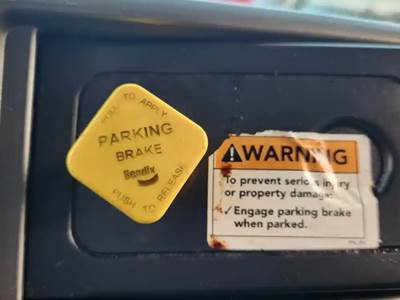 PULL TO APPLY
PARKING
BRAKE
Bendix
PUSH TO RELEASE
WARNING
To prevent serious injury
or property damage:
✓ Engage parking brake
when parked.